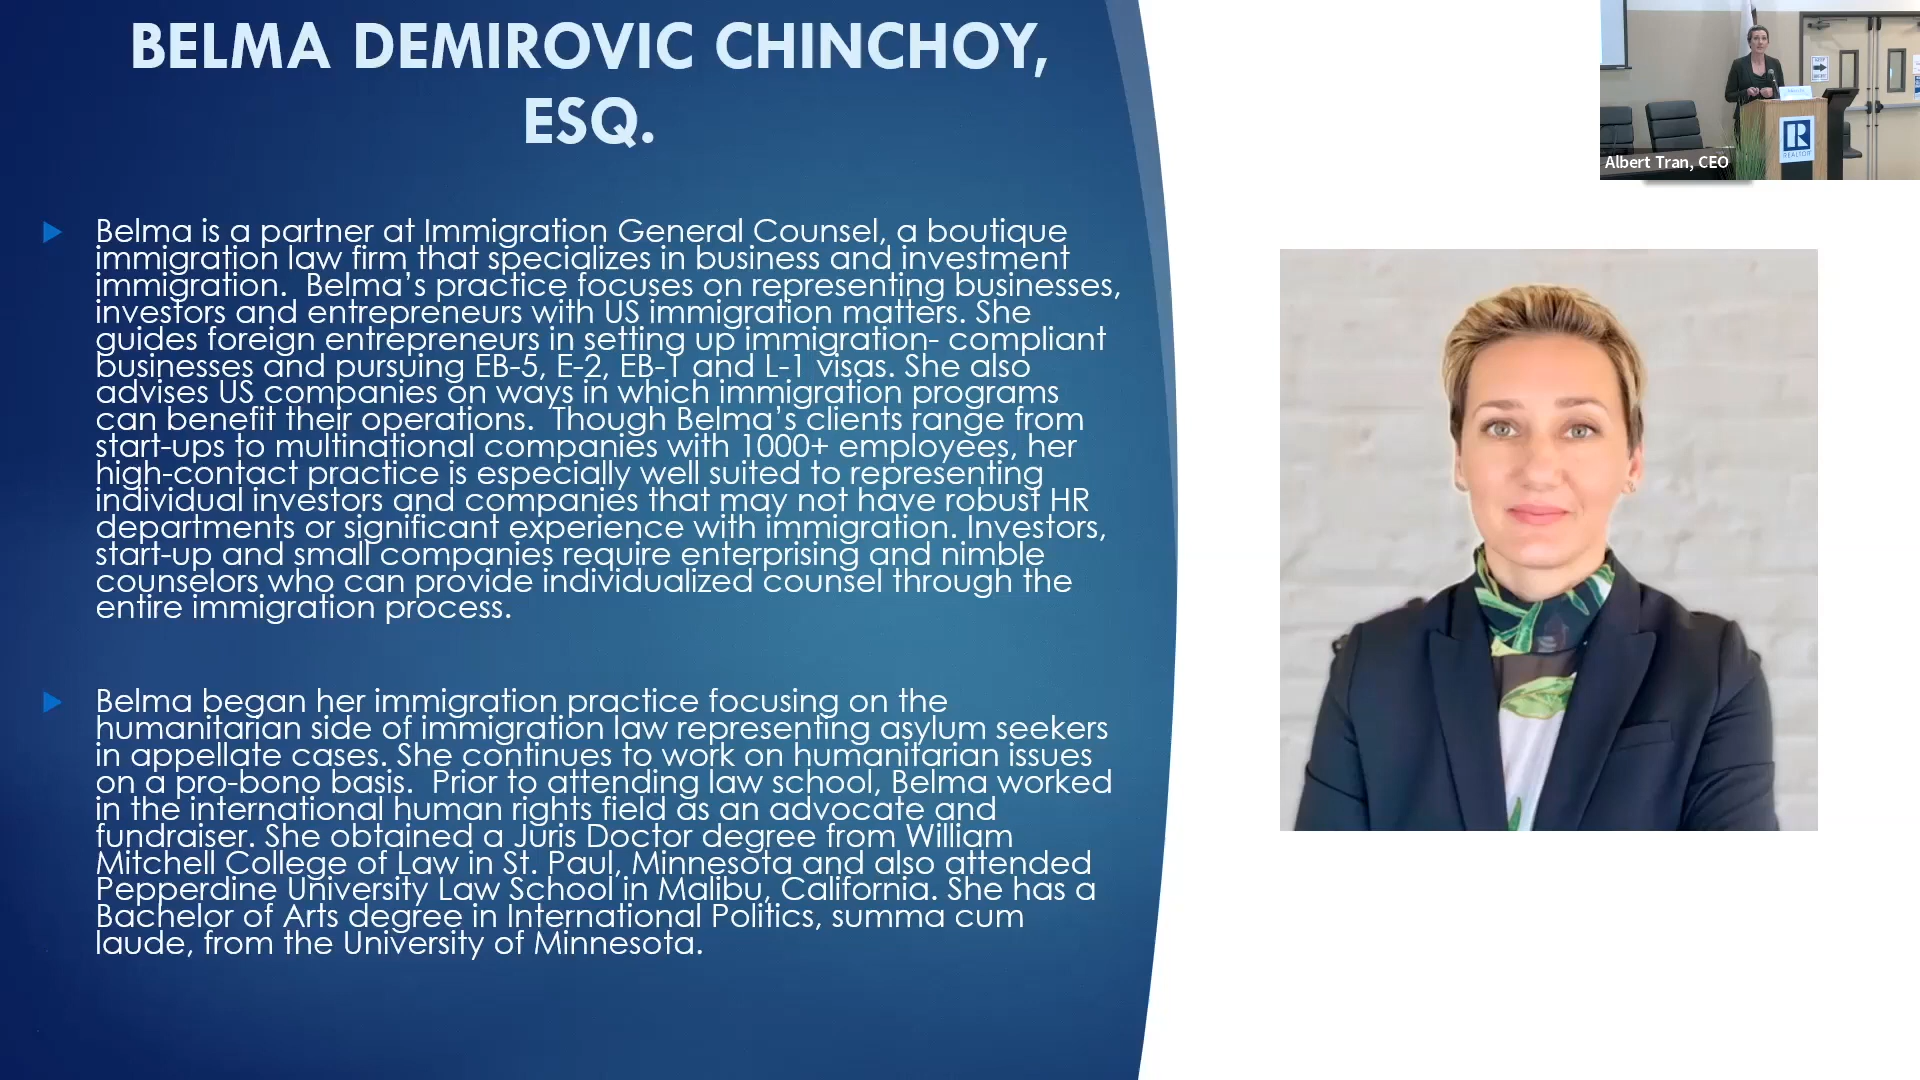 BELMA DEMIROVIC CHINCHOY,
ESQ.
Belma is a partner at Immigration General Counsel, a boutique
immigration law firm that specializes in business and investment
immigration.  Belma’s practice focuses on representing businesses,
investors and entrepreneurs with US immigration matters. She
guides foreign entrepreneurs in setting up immigration- compliant
businesses and pursuing EB-5, E-2, EB-1 and L-1 visas. She also
advises US companies on ways in which immigration programs
can benefit their operations.  Though Belma’s clients range from
start-ups to multinational companies with 1000+ employees, her
high-contact practice is especially well suited to representing
individual investors and companies that may not have robust HR
departments or significant experience with immigration. Investors,
start-up and small companies require enterprising and nimble
counselors who can provide individualized counsel through the
entire immigration process.
Belma began her immigration practice focusing on the
humanitarian side of immigration law representing asylum seekers
in appellate cases. She continues to work on humanitarian issues
on a pro-bono basis.  Prior to attending law school, Belma worked
in the international human rights field as an advocate and
fundraiser. She obtained a Juris Doctor degree from William
Mitchell College of Law in St. Paul, Minnesota and also attended
Pepperdine University Law School in Malibu, California. She has a
Bachelor of Arts degree in International Politics, summa cum
laude, from the University of Minnesota.
Albert Tran, CEO
R
REALTOR